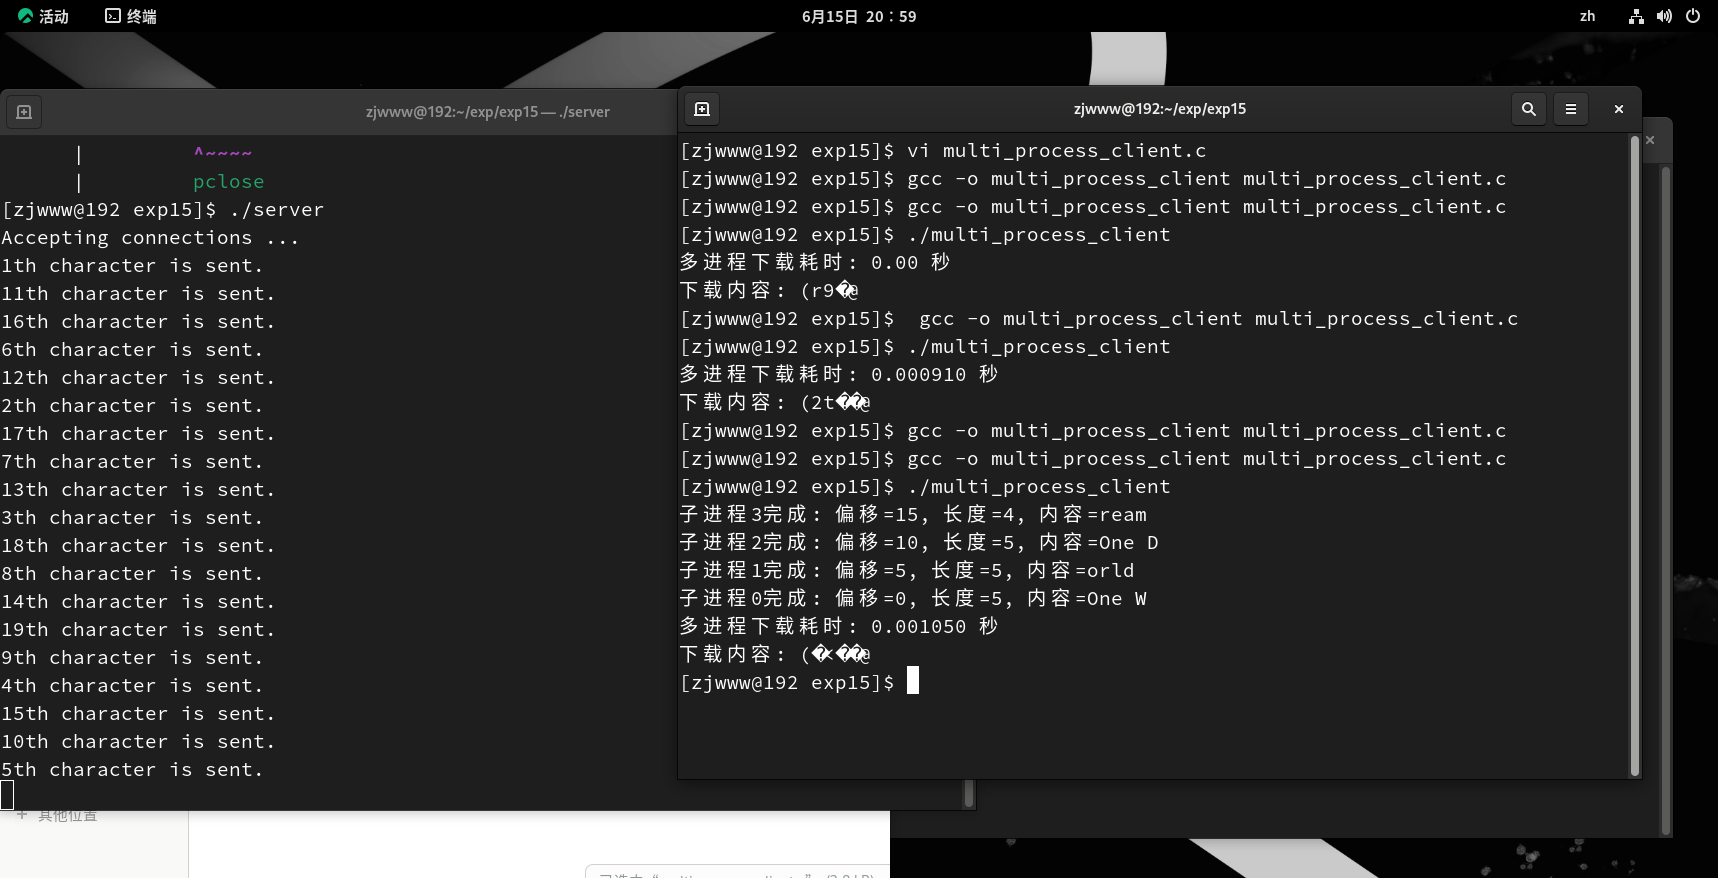 活动
终端
6月15日 20：59
zh
zjwww@192:~/exp/exp15 — ./server
| ^~~~~
| pclose
[zjwww@192 exp15]$ ./server
Accepting connections ...
1th character is sent.
11th character is sent.
16th character is sent.
6th character is sent.
12th character is sent.
2th character is sent.
17th character is sent.
7th character is sent.
13th character is sent.
3th character is sent.
18th character is sent.
8th character is sent.
14th character is sent.
19th character is sent.
9th character is sent.
4th character is sent.
15th character is sent.
10th character is sent.
5th character is sent.
zjwww@192:~/exp/exp15
[zjwww@192 exp15]$ vi multi_process_client.c
[zjwww@192 exp15]$ gcc -o multi_process_client multi_process_client.c
[zjwww@192 exp15]$ gcc -o multi_process_client multi_process_client.c
[zjwww@192 exp15]$ ./multi_process_client
多进程下载耗时: 0.00 秒
下载内容: (r9�@
[zjwww@192 exp15]$  gcc -o multi_process_client multi_process_client.c
[zjwww@192 exp15]$ ./multi_process_client
多进程下载耗时: 0.000910 秒
下载内容: (2t��@
[zjwww@192 exp15]$ gcc -o multi_process_client multi_process_client.c
[zjwww@192 exp15]$ gcc -o multi_process_client multi_process_client.c
[zjwww@192 exp15]$ ./multi_process_client
子进程3完成: 偏移=15, 长度=4, 内容=ream
子进程2完成: 偏移=10, 长度=5, 内容=One D
子进程1完成: 偏移=5, 长度=5, 内容=orld
子进程0完成: 偏移=0, 长度=5, 内容=One W
多进程下载耗时: 0.001050 秒
下载内容: (�<��@
[zjwww@192 exp15]$
+ 其他位置